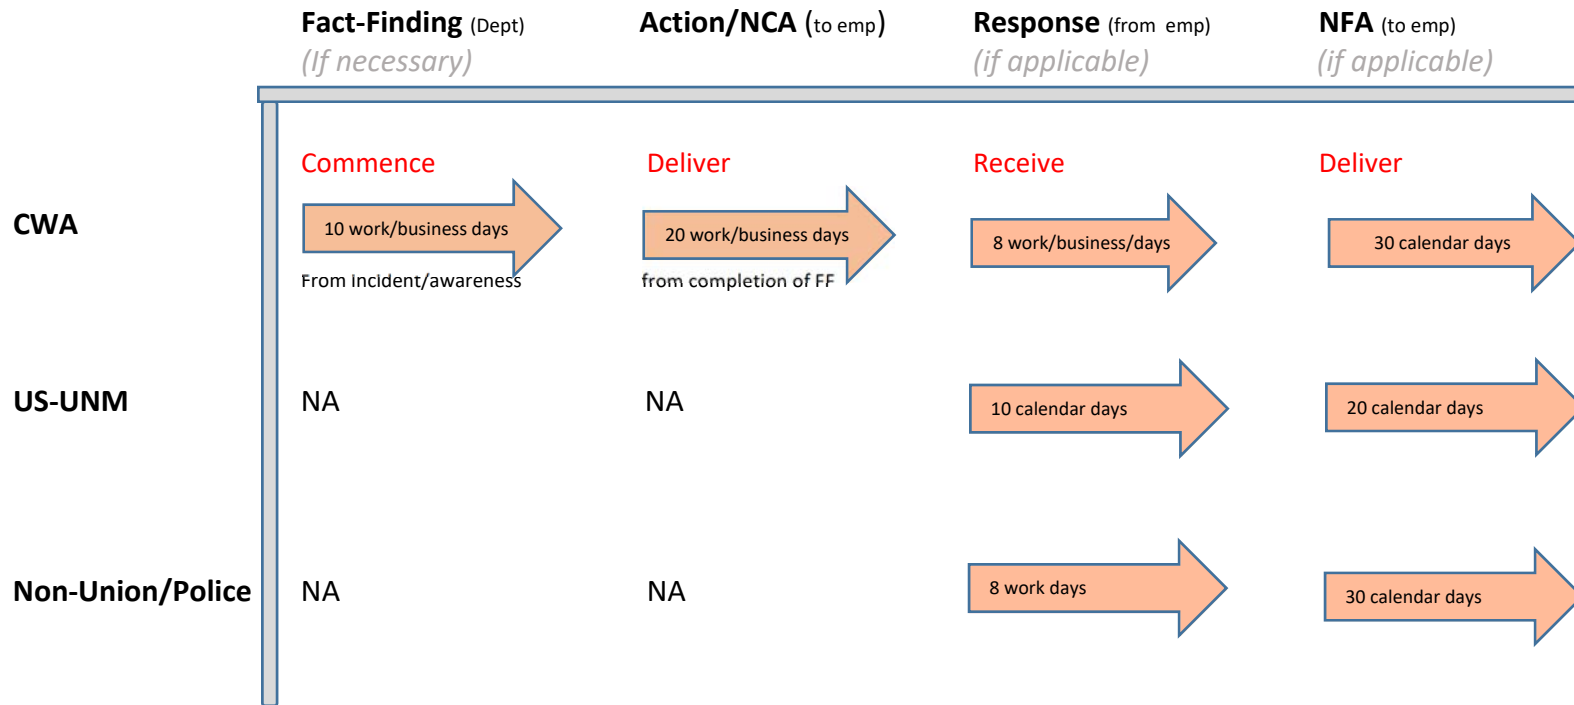 Fact-Finding (Dept) Action/NCA (to emp) Response (from emp) NFA (to emp)
(If necessary) (if applicable) (if applicable)
Commence Deliver Receive Deliver
CWA 10 work/business days 20 work/business days 8 work/business/days 30 calendar days
From incident/awareness from completion of FF
US-UNM NA NA 10 calendar days 20 calendar days
Non-Union/Police NA NA 8 work days 30 calendar days